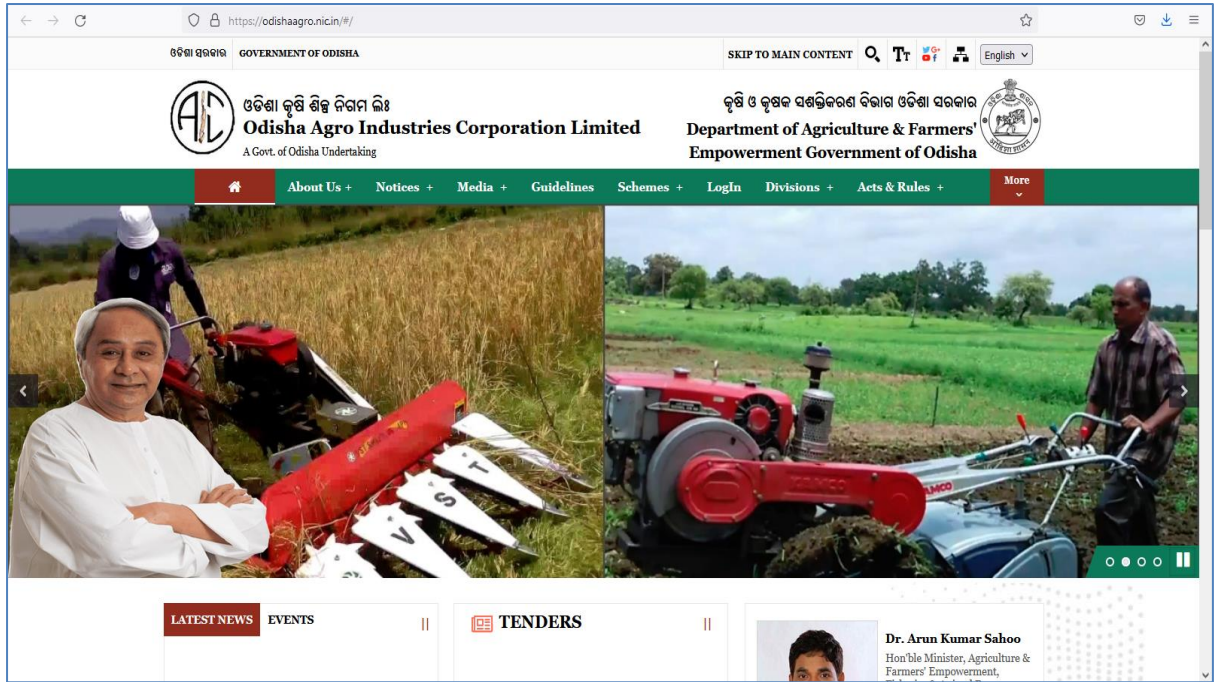 https://odishaagro.nic.in/#/
ଓଡିଶା ସରକାର GOVERNMENT OF ODISHA
SKIP TO MAIN CONTENT
English
ଓଡିଶା କୃଷି ଶିଳ୍ପ ନିଗମ ଲିଃ
Odisha Agro Industries Corporation Limited
A Govt. of Odisha Undertaking
କୃଷି ଓ କୃଷକ ସଶକ୍ତିକରଣ ବିଭାଗ ଓଡିଶା ସରକାର
Department of Agriculture & Farmers'
Empowerment Government of Odisha
About Us + Notices + Media + Guidelines Schemes + LogIn Divisions + Acts & Rules + More
V S T
KAMCO
LATEST NEWS EVENTS
TENDERS
Dr. Arun Kumar Sahoo
Hon'ble Minister, Agriculture &
Farmers' Empowerment,